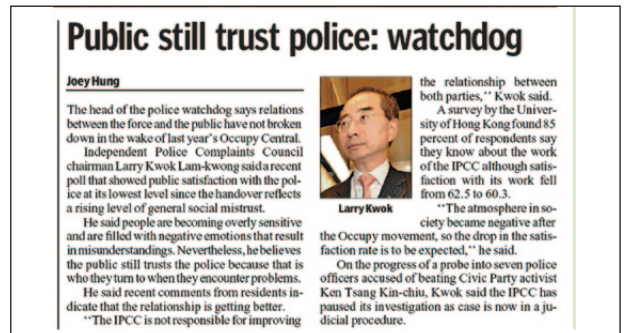 Public still trust police: watchdog
Joey Hung
The head of the police watchdog says relations
between the force and the public have not broken
down in the wake of last year's Occupy Central.
Independent Police Complaints Council
chairman Larry Kwok Lam-kwong said a recent
poll that showed public satisfaction with the pol-
ice at its lowest level since the handover reflects
a rising level of general social mistrust.
He said people are becoming overly sensitive
and are filled with negative emotions that result
in misunderstandings. Nevertheless, he believes
the public still trusts the police because that is
who they turn to when they encounter problems.
He said recent comments from residents in-
dicate that the relationship is getting better.
"The IPCC is not responsible for improving
Larry Kwok
the relationship between
both parties," Kwok said.
A survey by the Univer-
sity of Hong Kong found 85
percent of respondents say
they know about the work
of the IPCC although satis-
faction with its work fell
from 62.5 to 60.3.
"The atmosphere in so-
ciety became negative after
the Occupy movement, so the drop in the satis-
faction rate is to be expected," he said.
On the progress of a probe into seven police
officers accused of beating Civic Party activist
Ken Tsang Kin-chiu, Kwok said the IPCC has
paused its investigation as case is now in a ju-
dicial procedure.